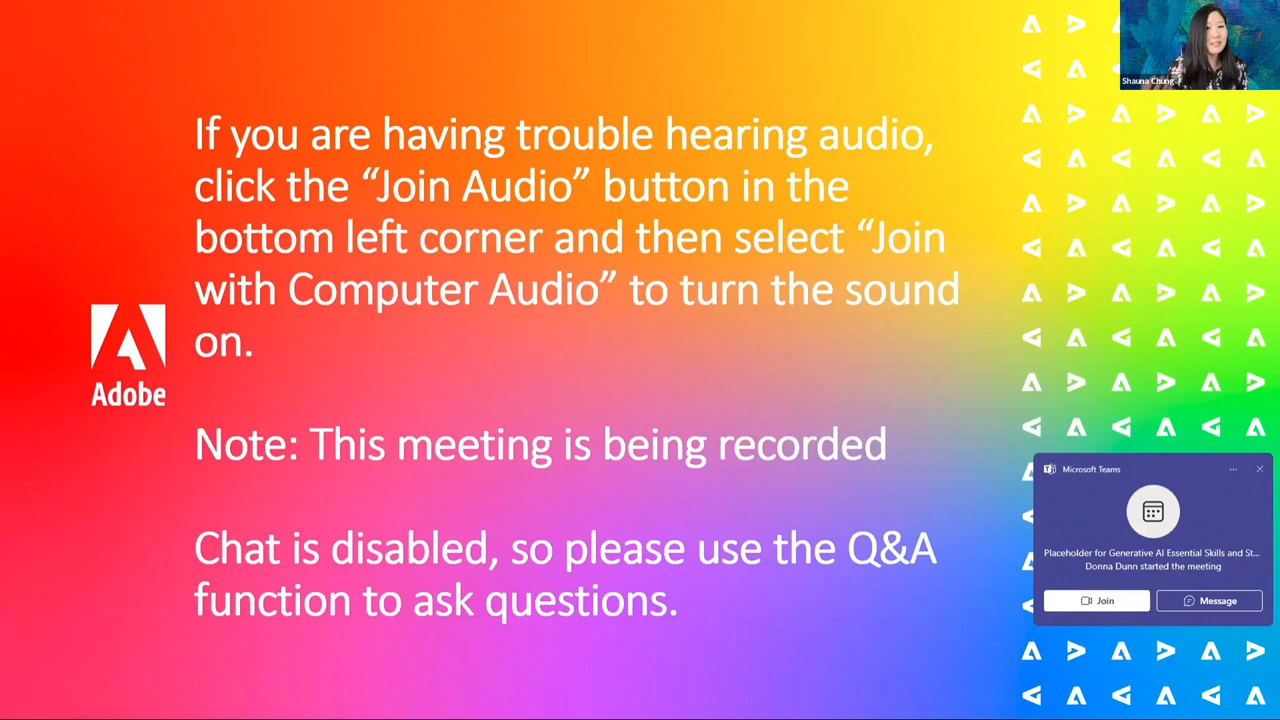 Shauna Chung
If you are having trouble hearing audio,
click the “Join Audio” button in the
bottom left corner and then select “Join
with Computer Audio” to turn the sound
on.
Adobe
Note: This meeting is being recorded
Microsoft Teams
Placeholder for Generative AI Essential Skills and St...
Donna Dunn started the meeting
Join
Message
Chat is disabled, so please use the Q&A
function to ask questions.